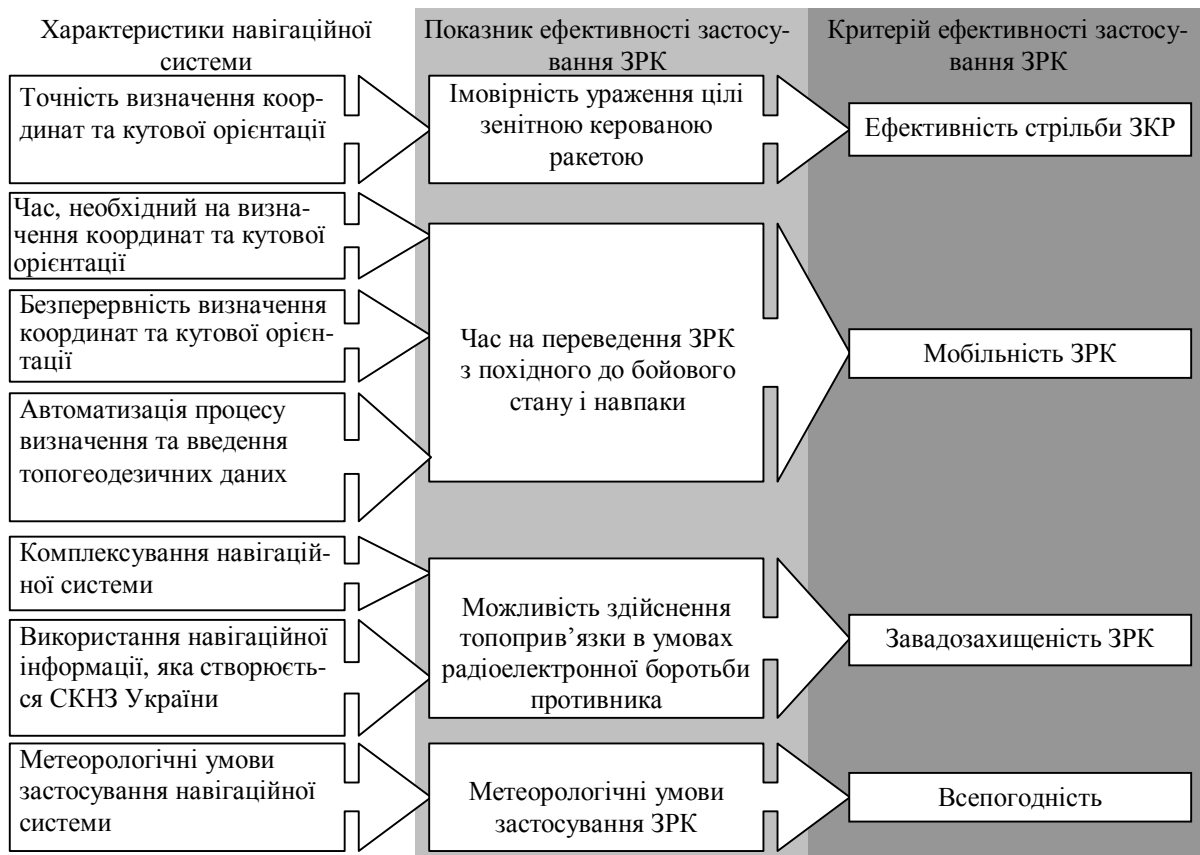 Характеристики навігаційної
системи
Показник ефективності застосу-
вання ЗРК
Критерій ефективності застосу-
вання ЗРК
Точність визначення коор-
динат та кутової орієнтації
Імовірність ураження цілі
зенітною керованою
ракетою
Ефективність стрільби ЗКР
Час, необхідний на визна-
чення координат та кутової
орієнтації
Безперервність визначення
координат та кутової орієн-
тації
Автоматизація процесу
визначення та введення
топогеодезичних даних
Час на переведення ЗРК
з похідного до бойового
стану і навпаки
Мобільність ЗРК
Комплексування навігацій-
ної системи
Використання навігаційної
інформації, яка створюєть-
ся СКНЗ України
Можливість здійснення
топоприв’язки в умовах
радіоелектронної боротьби
противника
Завадозахищеність ЗРК
Метеорологічні умови
застосування навігаційної
системи
Метеорологічні умови
застосування ЗРК
Всепогодність